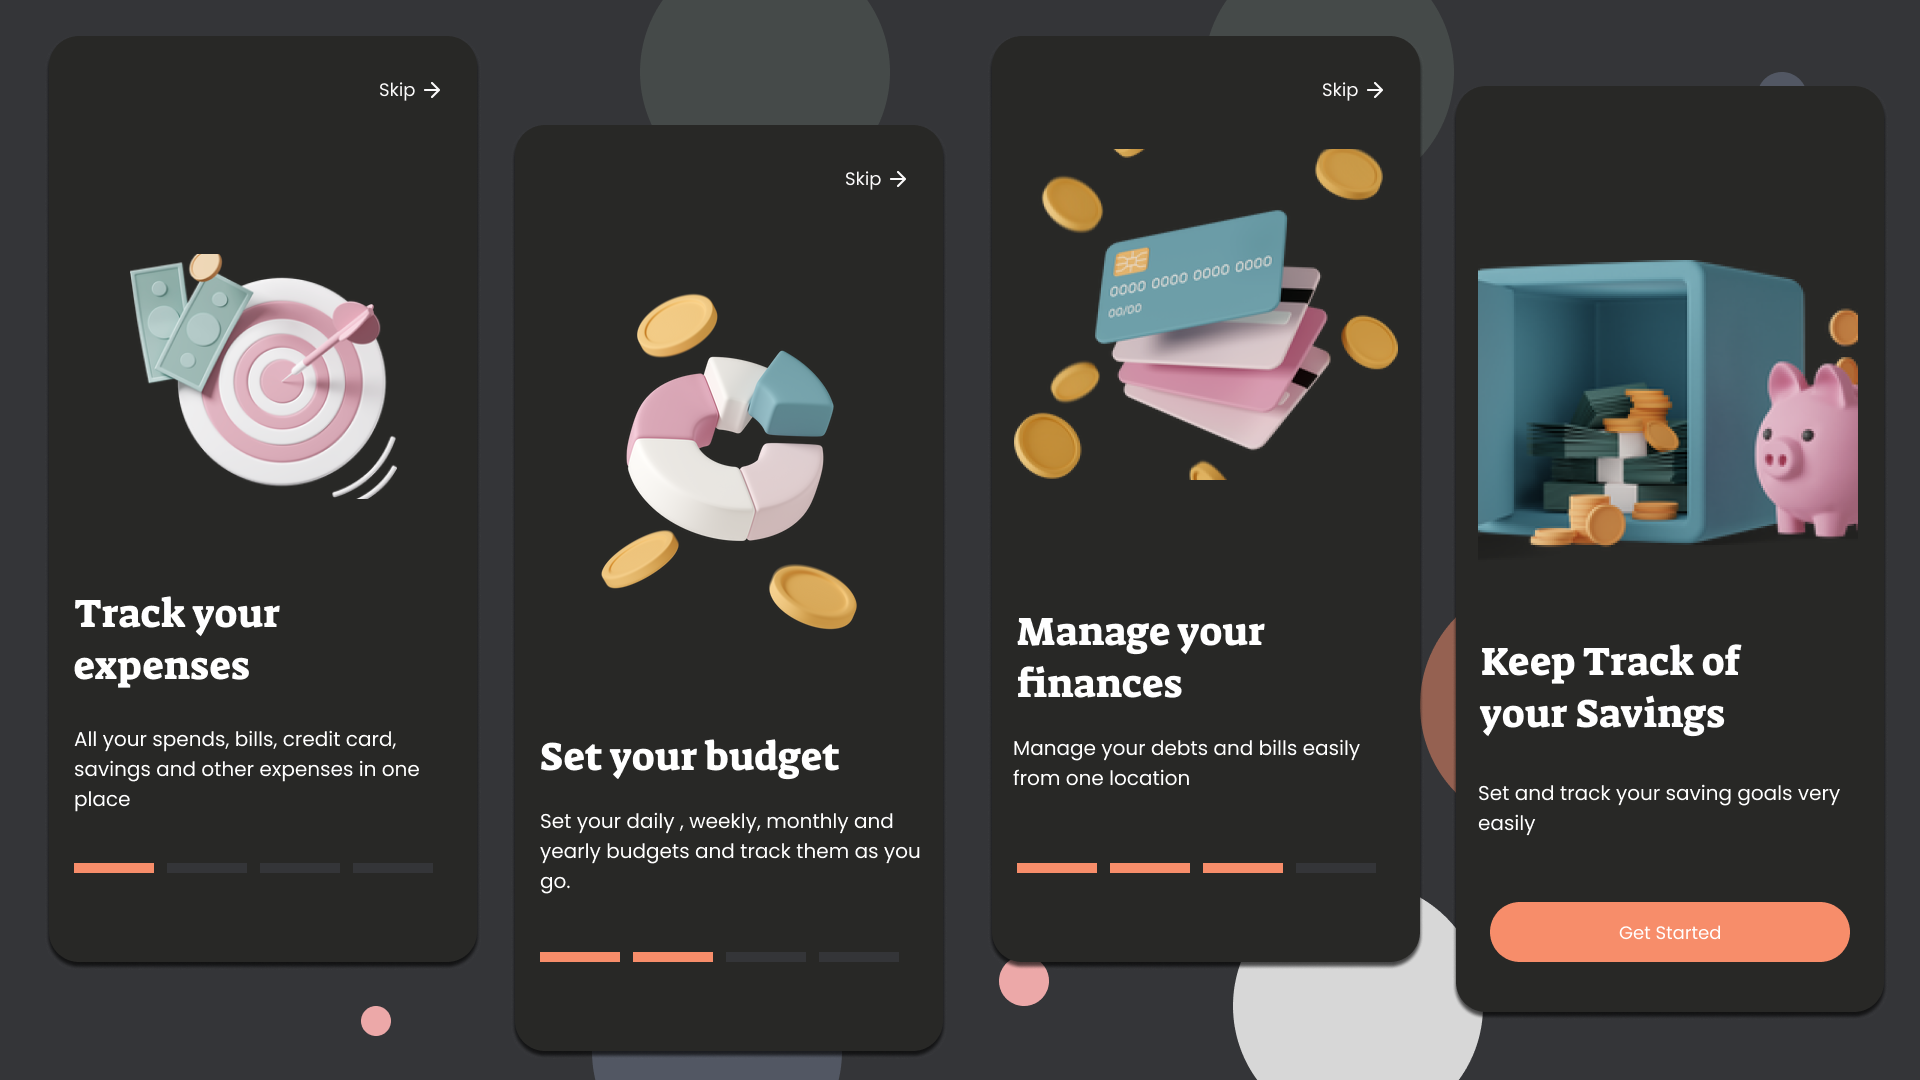 Skip
Track your
expenses
All your spends, bills, credit card,
savings and other expenses in one
place
Skip
Set your budget
Set your daily , weekly, monthly and
yearly budgets and track them as you
go.
Skip
0000 0000 0000 0000
00/00
Manage your
finances
Manage your debts and bills easily
from one location
Keep Track of
your Savings
Set and track your saving goals very
easily
Get Started